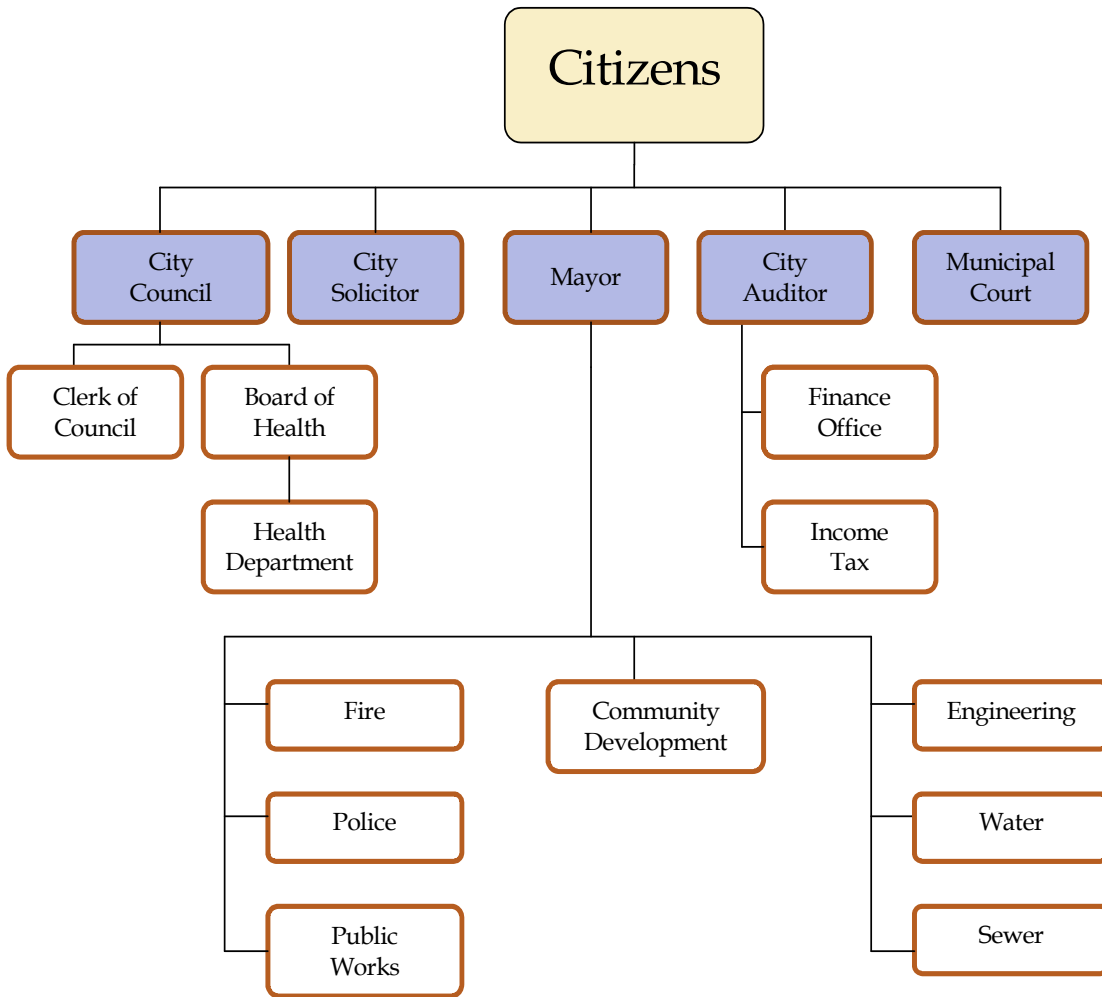 Citizens
City
Council
City
Solicitor
Mayor
City
Auditor
Municipal
Court
Clerk of
Council
Board of
Health
Finance
Office
Health
Department
Income
Tax
Fire
Community
Development
Engineering
Police
Water
Public
Works
Sewer